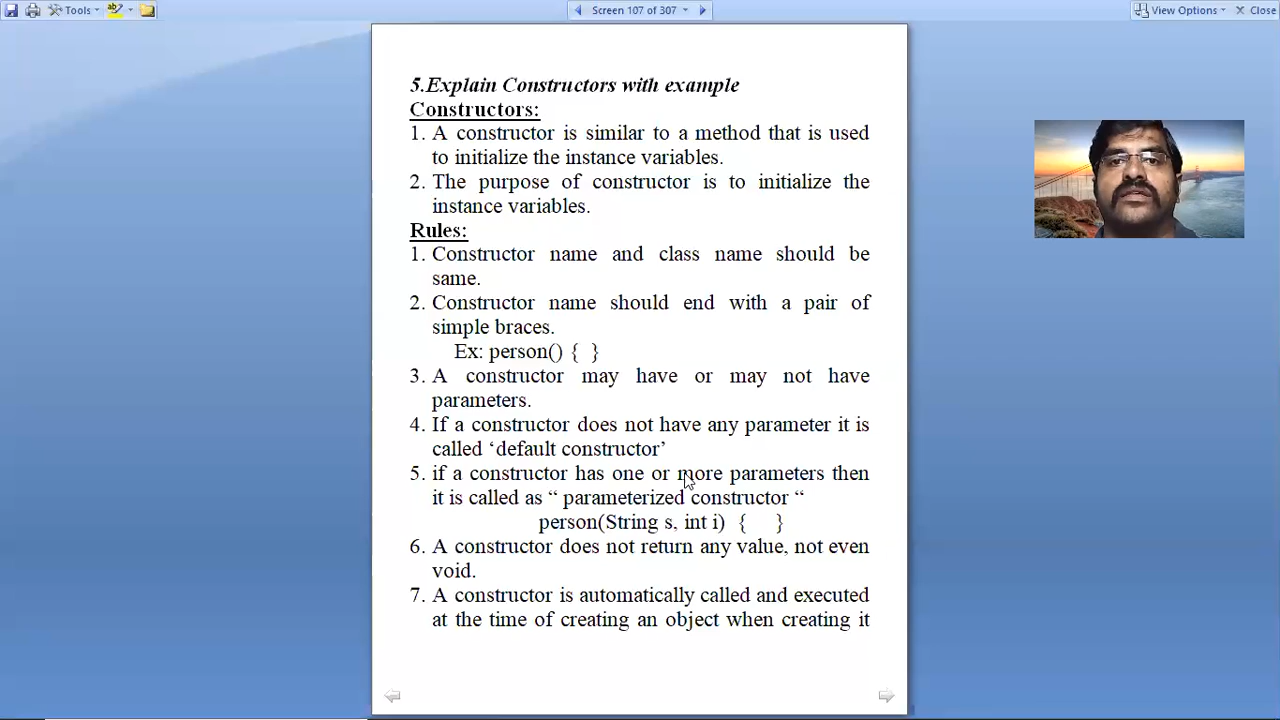 Tools
Screen 107 of 307
View Options
Close
5.Explain Constructors with example
Constructors:
1. A constructor is similar to a method that is used
to initialize the instance variables.
2. The purpose of constructor is to initialize the
instance variables.
Rules:
1. Constructor name and class name should be
same.
2. Constructor name should end with a pair of
simple braces.
Ex: person() { }
3. A constructor may have or may not have
parameters.
4. If a constructor does not have any parameter it is
called ‘default constructor’
5. if a constructor has one or more parameters then
it is called as “ parameterized constructor “
person(String s, int i) { }
6. A constructor does not return any value, not even
void.
7. A constructor is automatically called and executed
at the time of creating an object when creating it